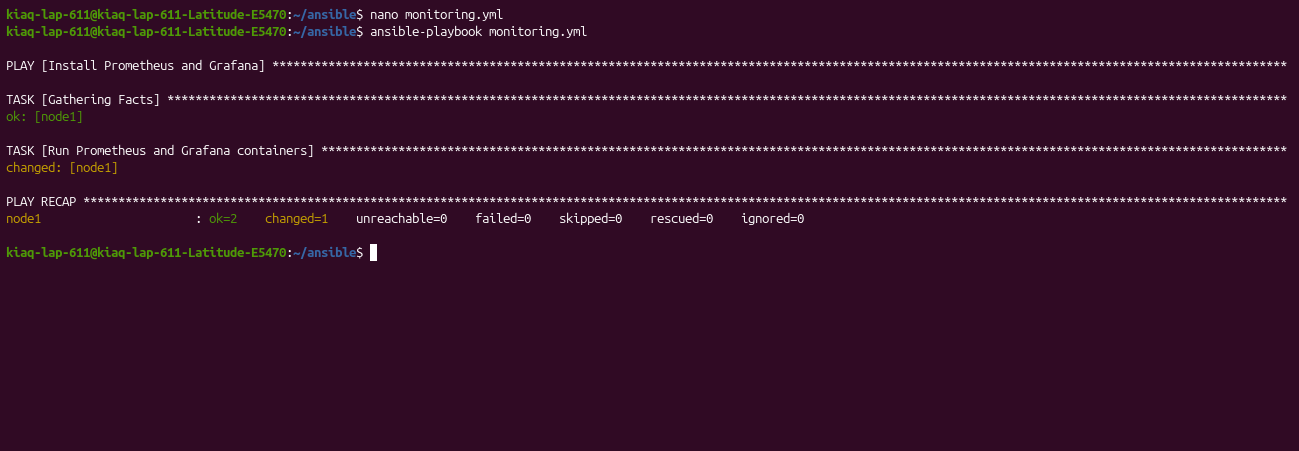 kiaq-lap-611@kiaq-lap-611-Latitude-E5470:~/ansible$ nano monitoring.yml
kiaq-lap-611@kiaq-lap-611-Latitude-E5470:~/ansible$ ansible-playbook monitoring.yml
PLAY [Install Prometheus and Grafana] *************************************************************************************************************************************************
TASK [Gathering Facts] ****************************************************************************************************************************************************************
ok: [node1]
TASK [Run Prometheus and Grafana containers] ******************************************************************************************************************************************
changed: [node1]
PLAY RECAP ****************************************************************************************************************************************************************************
node1                      : ok=2    changed=1    unreachable=0    failed=0    skipped=0    rescued=0    ignored=0
kiaq-lap-611@kiaq-lap-611-Latitude-E5470:~/ansible$